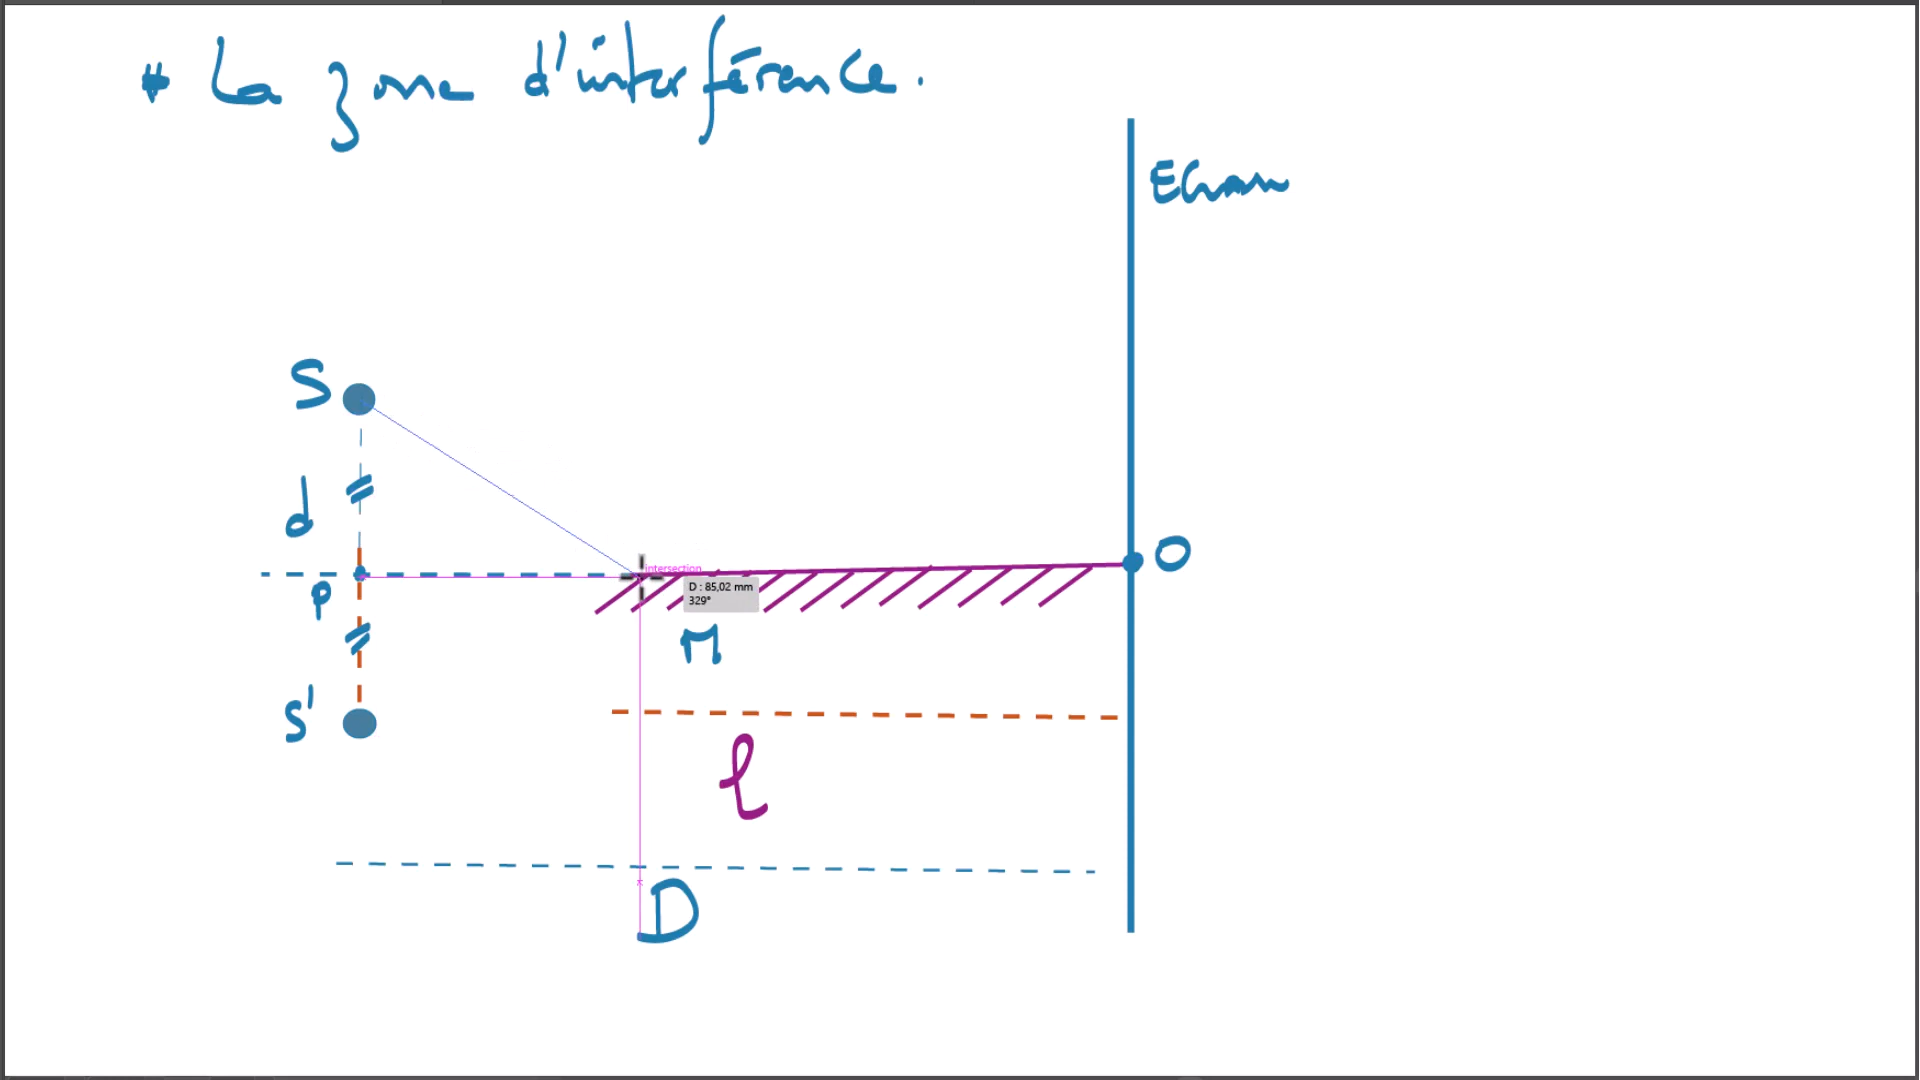 * La zone d'interférence.
Ecran
S
d
O
intersection
D : 85,02 mm
329°
P
M
S'
l
D